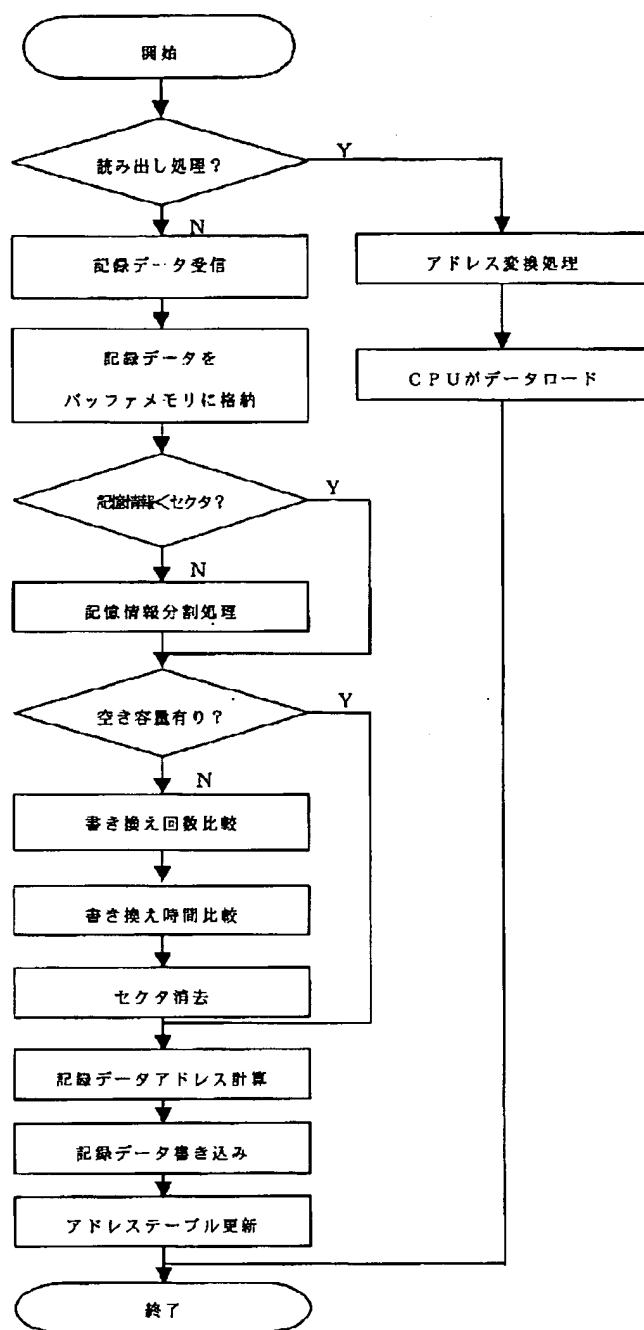 開始
読み出し処理？
Y
N
記録データ受信
アドレス変換処理
記録データを
バッファメモリに格納
ＣＰＵがデータロード
記憶情報＜セクタ？
Y
N
記憶情報分割処理
空き容量有り？
Y
N
書き換え回数比較
書き換え時間比較
セクタ消去
記録データアドレス計算
記録データ書き込み
アドレステーブル更新
終了